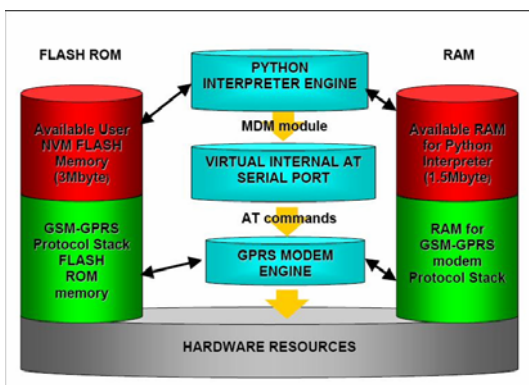 FLASH ROM
PYTHON
INTERPRETER ENGINE
RAM
MDM module
Available User
NVM FLASH
Memory
(3Mbyte)
Available RAM
for Python
Interpreter
(1.5Mbyte)
VIRTUAL INTERNAL AT
SERIAL PORT
AT commands
GSM-GPRS
Protocol Stack
FLASH
ROM
memory
GPRS MODEM
ENGINE
RAM for
GSM-GPRS
modem
Protocol Stack
HARDWARE RESOURCES